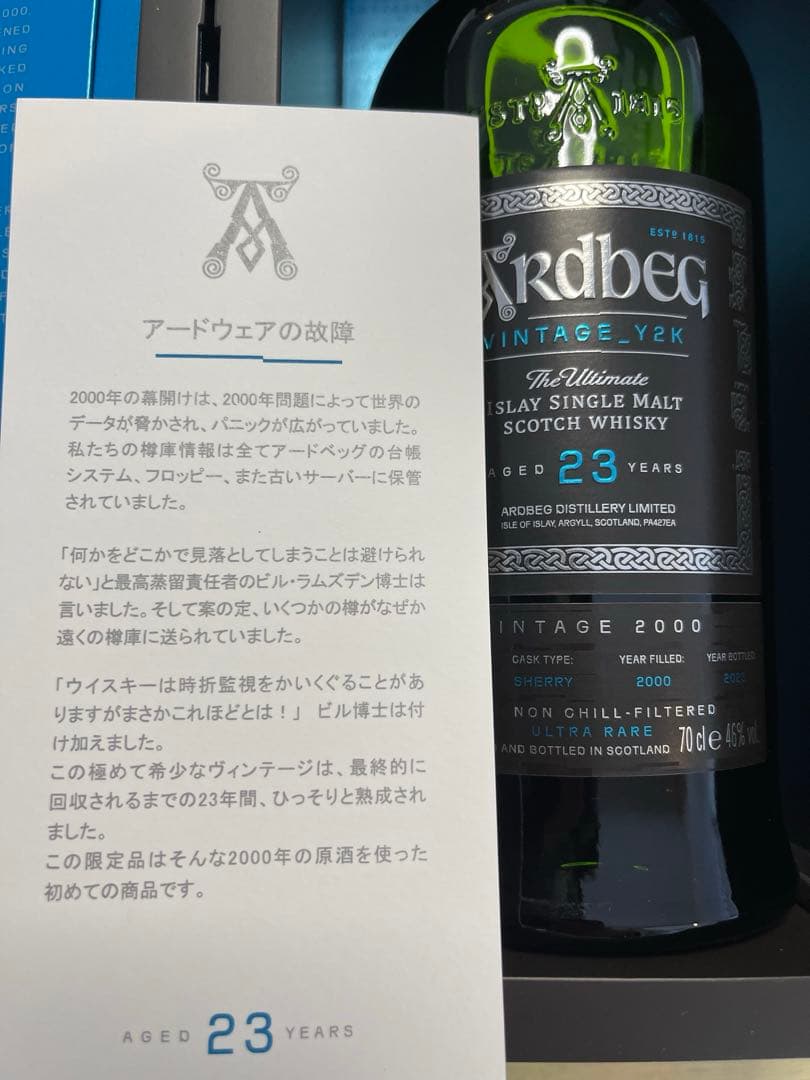 000.
ENED
ING
KED
ON
アードウェアの故障
2000年の幕開けは、2000年問題によって世界の
データが脅かされ、パニックが広がっていました。
私たちの樽庫情報は全てアードベッグの台帳
システム、フロッピー、また古いサーバーに保管
されていました。
「何かをどこかで見落としてしまうことは避けられ
ない」と最高蒸留責任者のビル・ラムズデン博士は
言いました。そして案の定、いくつかの樽がなぜか
遠くの樽庫に送られていました。
「ウイスキーは時折監視をかいくぐることがあ
りますがまさかこれほどとは!」 ビル博士は付
け加えました。
この極めて希少なヴィンテージは、最終的に
回収されるまでの23年間、ひっそりと熟成され
ました。
この限定品はそんな2000年の原酒を使った
初めての商品です。
AGED 23 YEARS
ESTD 1815
ESTD 1815
ARDBEG
VINTAGE_Y2K
The Ultimate
ISLAY SINGLE MALT
SCOTCH WHISKY
AGED 23 YEARS
ARDBEG DISTILLERY LIMITED
ISLE OF ISLAY, ARGYLL, SCOTLAND, PA427EA
INTAGE 2000
CASK TYPE: YEAR FILLED: YEAR BOTTLED
SHERRY 2000
NON CHILL-FILTERED
ULTRA RARE
AND BOTTLED IN SCOTLAND 70 cl e 46% vol.